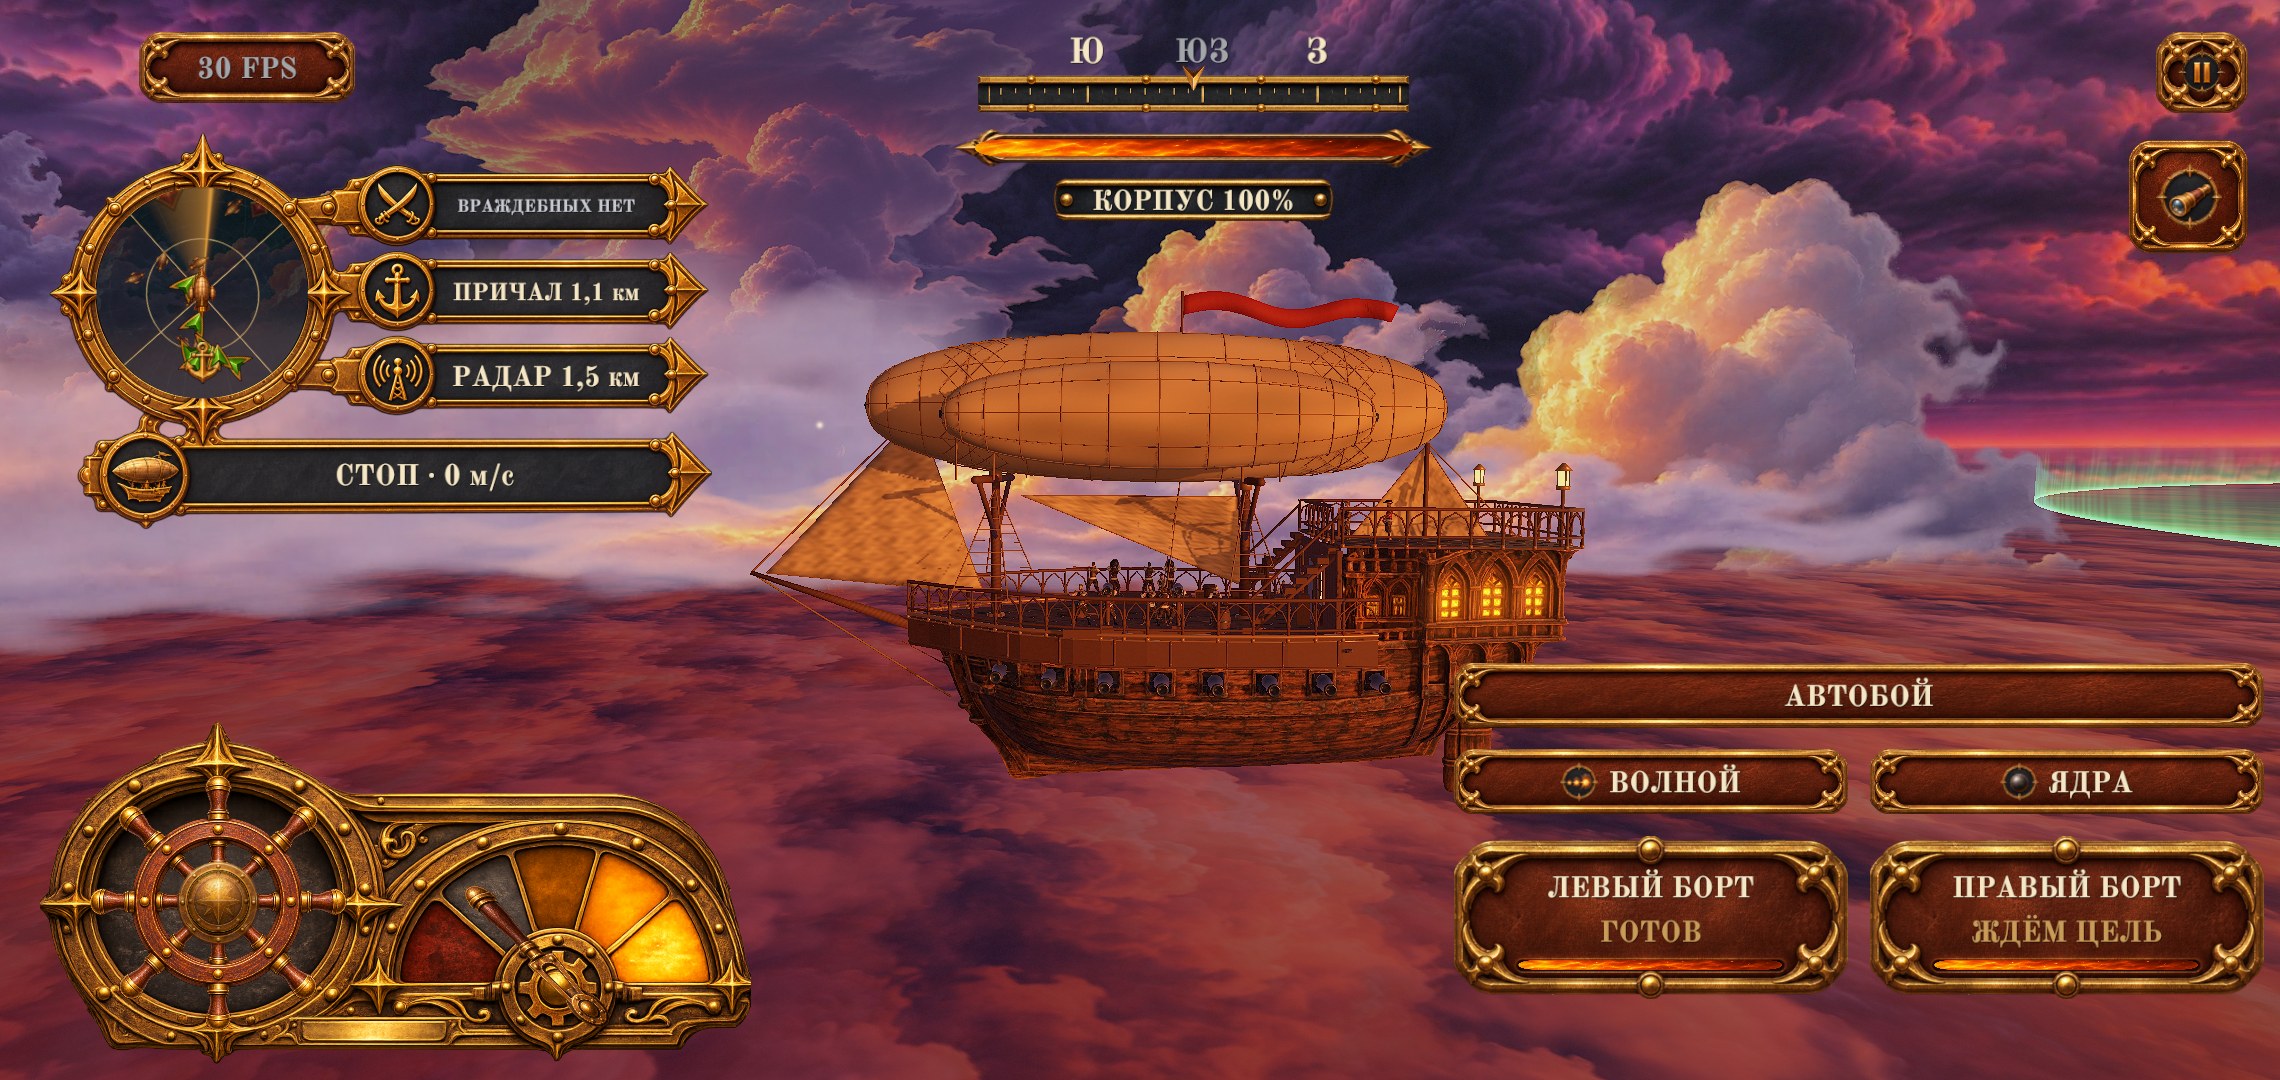 30 FPS
Ю ЮЗ З
КОРПУС 100%
ВРАЖДЕБНЫХ НЕТ
ПРИЧАЛ 1,1 км
РАДАР 1,5 км
СТОП · 0 м/с
АВТОБОЙ
ВОЛНОЙ
ЯДРА
ЛЕВЫЙ БОРТ
ГОТОВ
ПРАВЫЙ БОРТ
ЖДЁМ ЦЕЛЬ